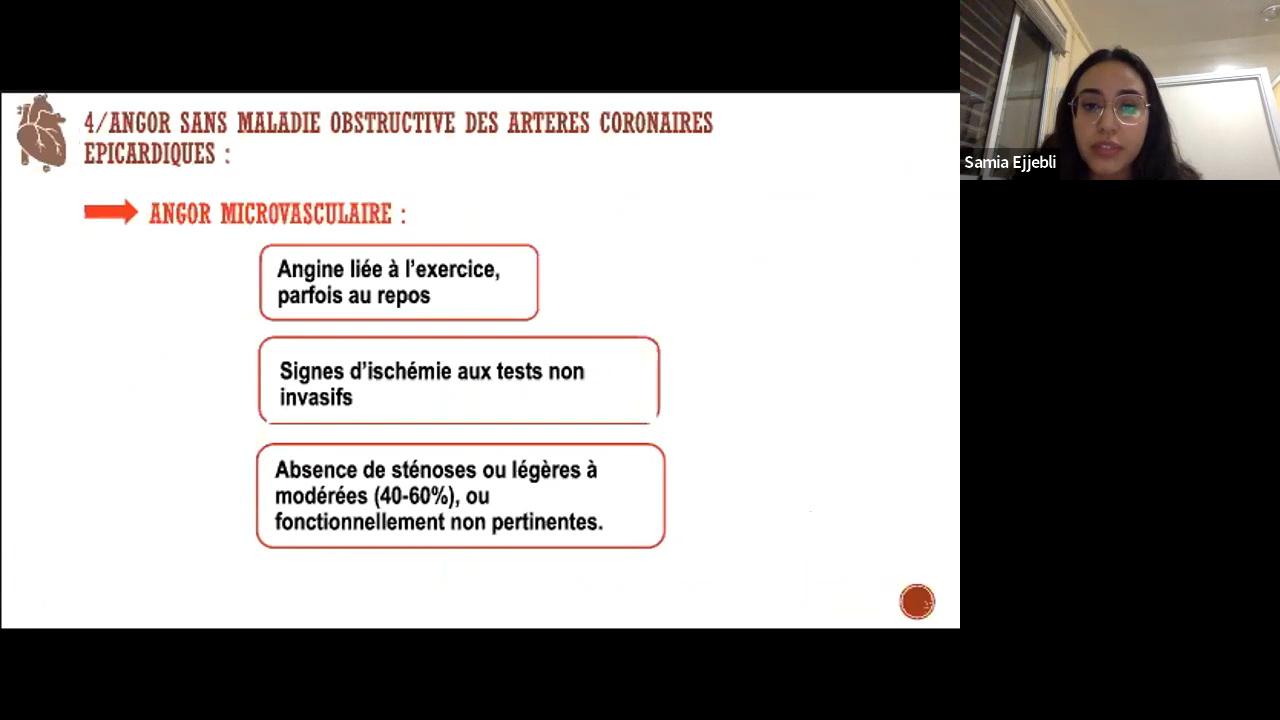 4/ANGOR SANS MALADIE OBSTRUCTIVE DES ARTERES CORONAIRES
EPICARDIQUES :
ANGOR MICROVASCULAIRE :
Angine liée à l'exercice,
parfois au repos
Signes d'ischémie aux tests non
invasifs
Absence de sténoses ou légères à
modérées (40-60%), ou
fonctionnellement non pertinentes.
Samia Ejjebli